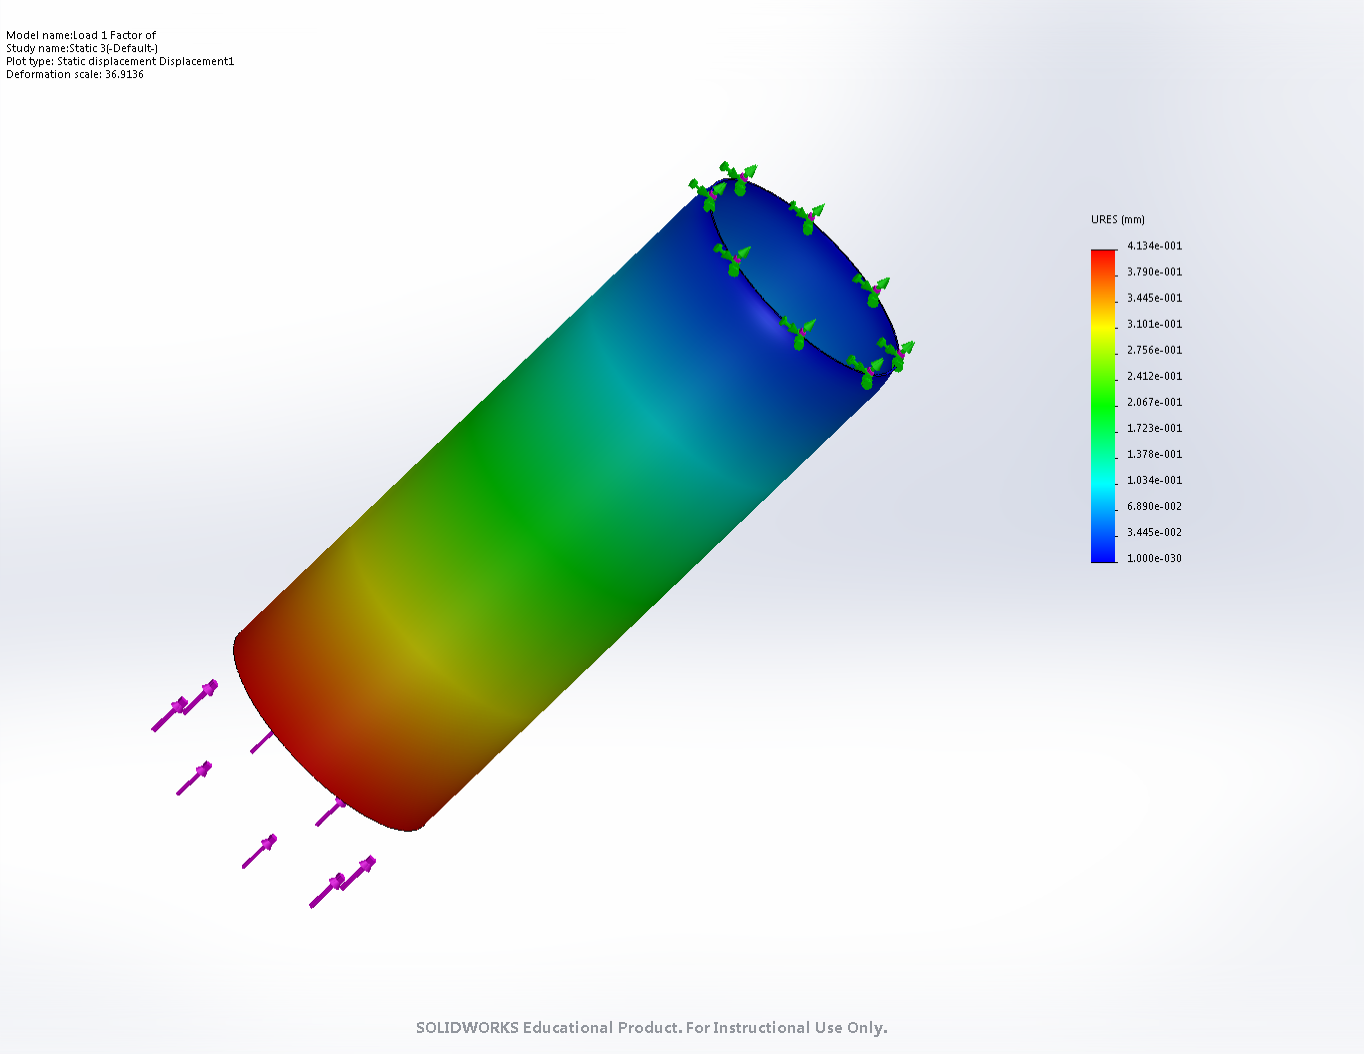 Model name:Load 1 Factor of
Study name:Static 3(-Default-)
Plot type: Static displacement Displacement1
Deformation scale: 36.9136
URES (mm)
4.134e-001
3.790e-001
3.445e-001
3.101e-001
2.756e-001
2.412e-001
2.067e-001
1.723e-001
1.378e-001
1.034e-001
6.890e-002
3.445e-002
1.000e-030
SOLIDWORKS Educational Product. For Instructional Use Only.